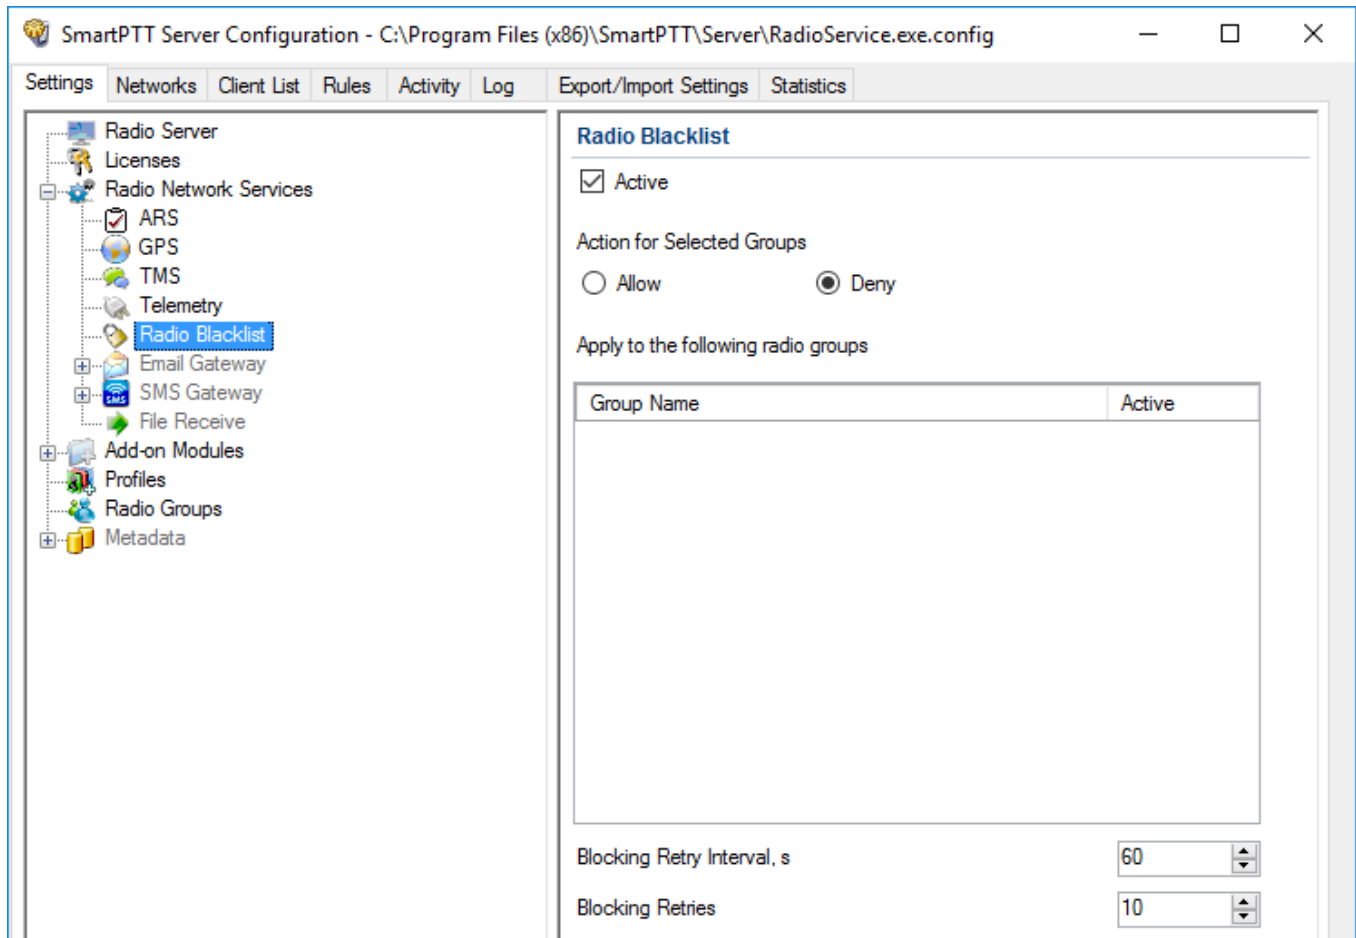 SmartPTT Server Configuration - C:\Program Files (x86)\SmartPTT\Server\RadioService.exe.config
Settings Networks Client List Rules Activity Log Export/Import Settings Statistics
Radio Server
Licenses
Radio Network Services
ARS
GPS
TMS
Telemetry
Radio Blacklist
Email Gateway
SMS Gateway
SMS
File Receive
Add-on Modules
Profiles
Radio Groups
Metadata
Radio Blacklist
Active
Action for Selected Groups
Allow Deny
Apply to the following radio groups
Group Name Active
Blocking Retry Interval, s 60
Blocking Retries 10